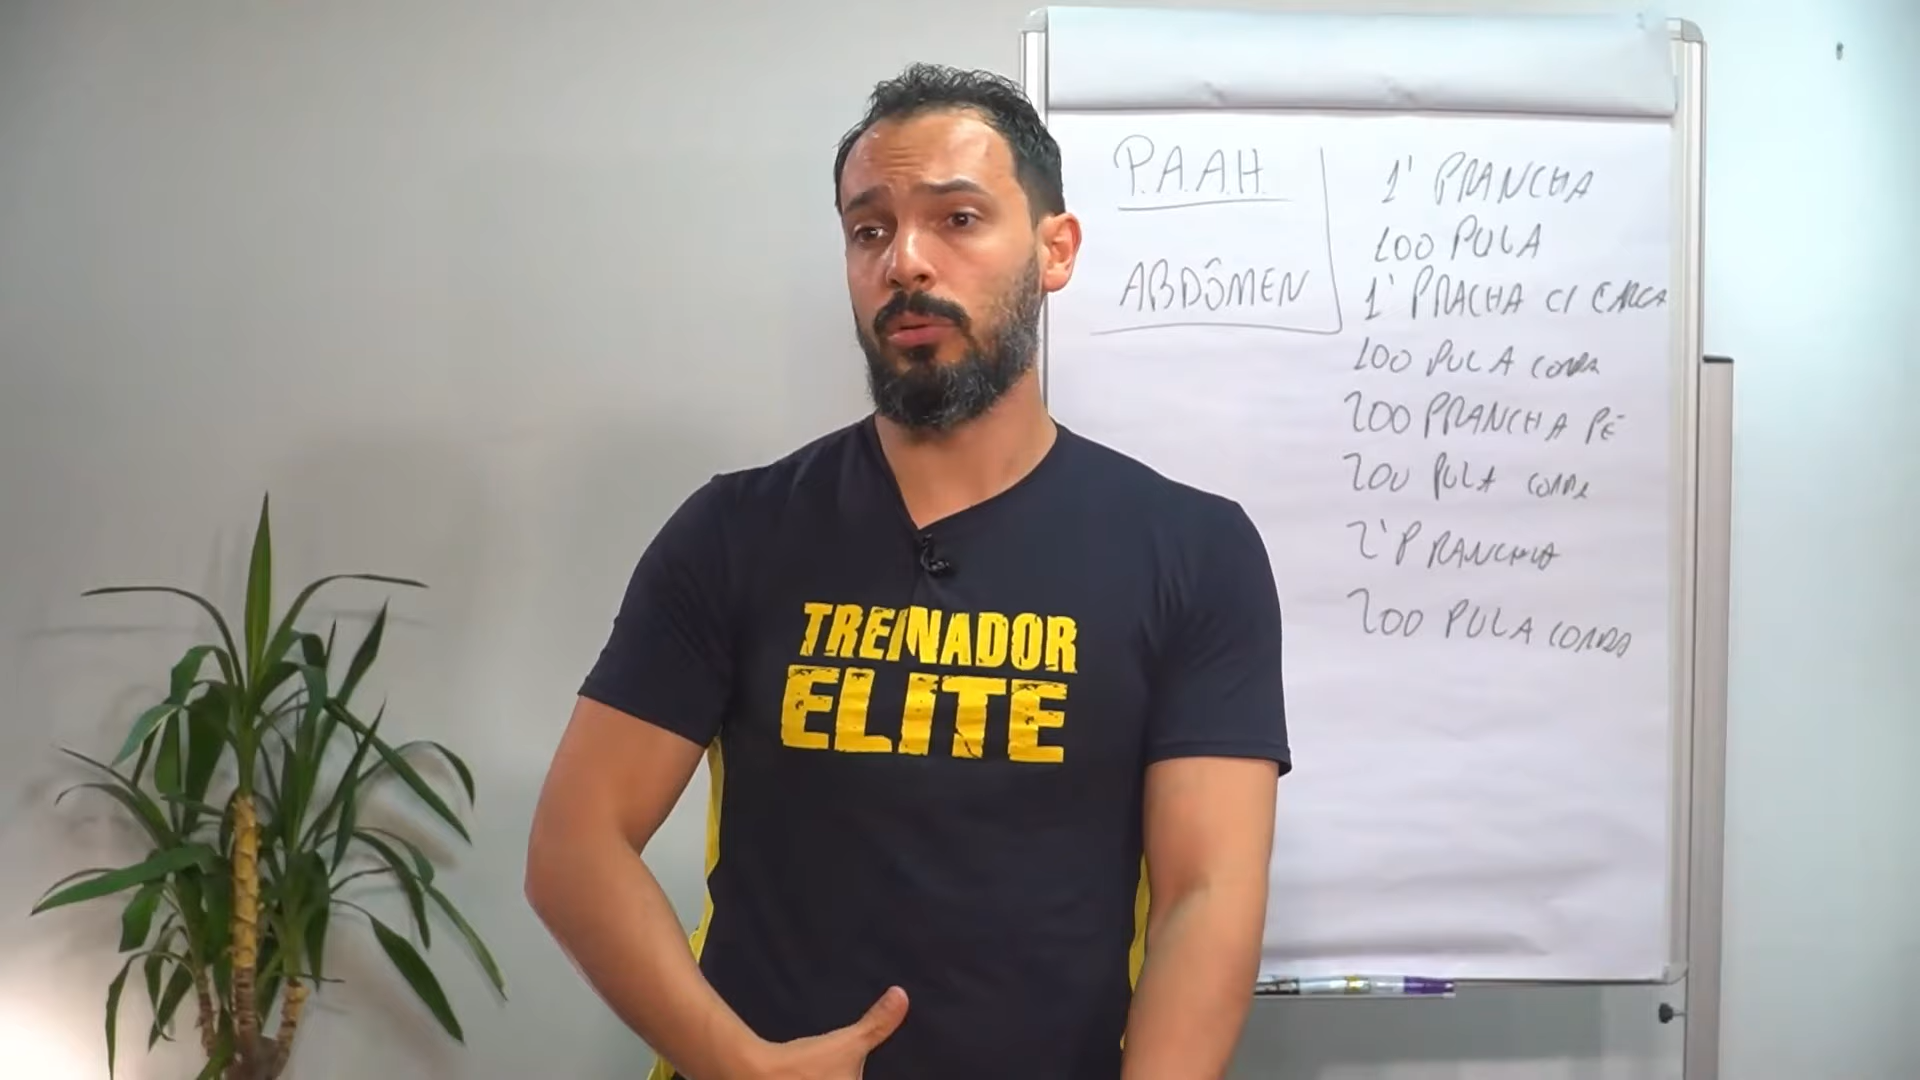 P.A.A.H.
ABDÔMEN
1' PRANCHA
100 PULA
1' PRACHA C/ CARGA
100 PULA CORDA
200 PRANCHA PÉ
200 PULA CORDA
2' PRANCHA
200 PULA CORDA
TREINADOR
ELITE